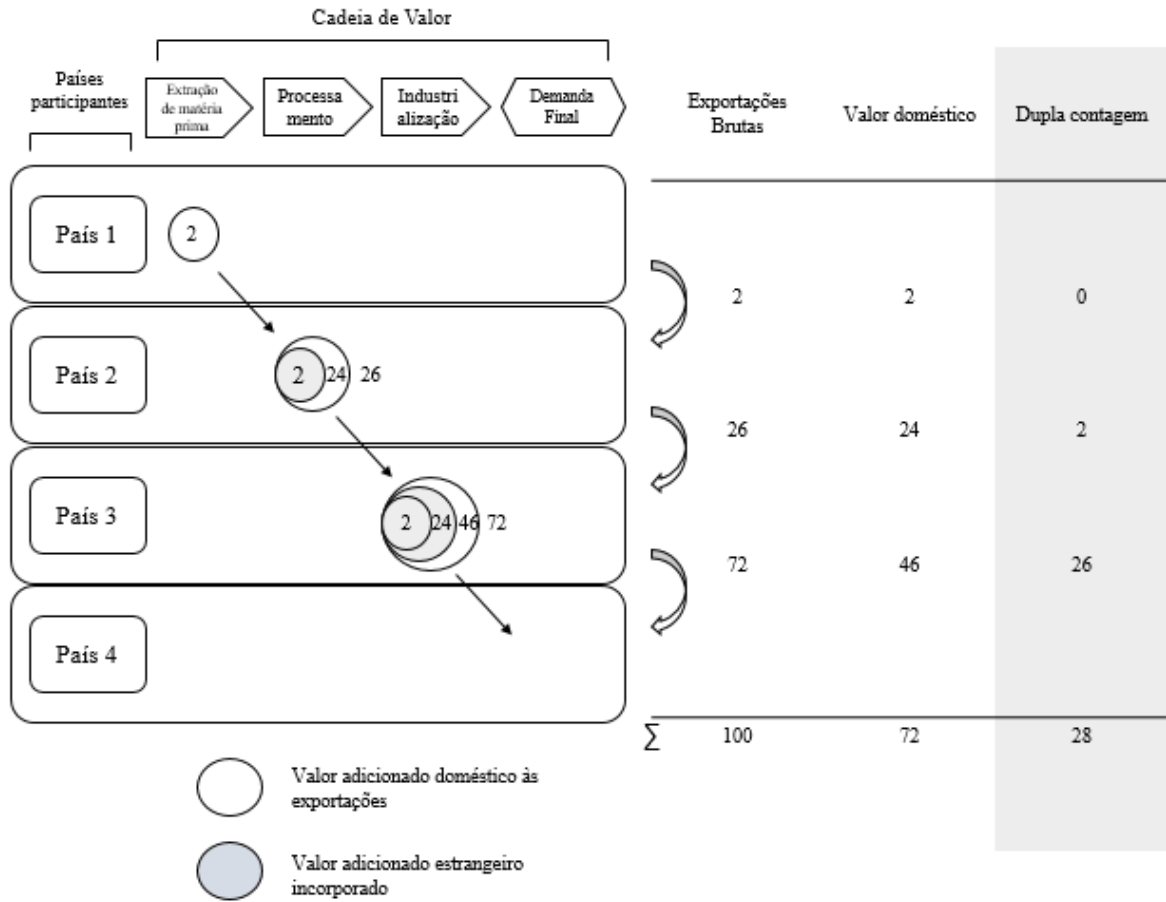 Cadeia de Valor
Países
participantes
Extração
de matéria
prima
Processa
mento
Industri
alização
Demanda
Final
Exportações
Brutas
Valor doméstico
Dupla contagem
País 1
2
2
2
0
País 2
2
24
26
26
24
2
País 3
2
24
46
72
72
46
26
País 4
∑
100
72
28
Valor adicionado doméstico às
exportações
Valor adicionado estrangeiro
incorporado